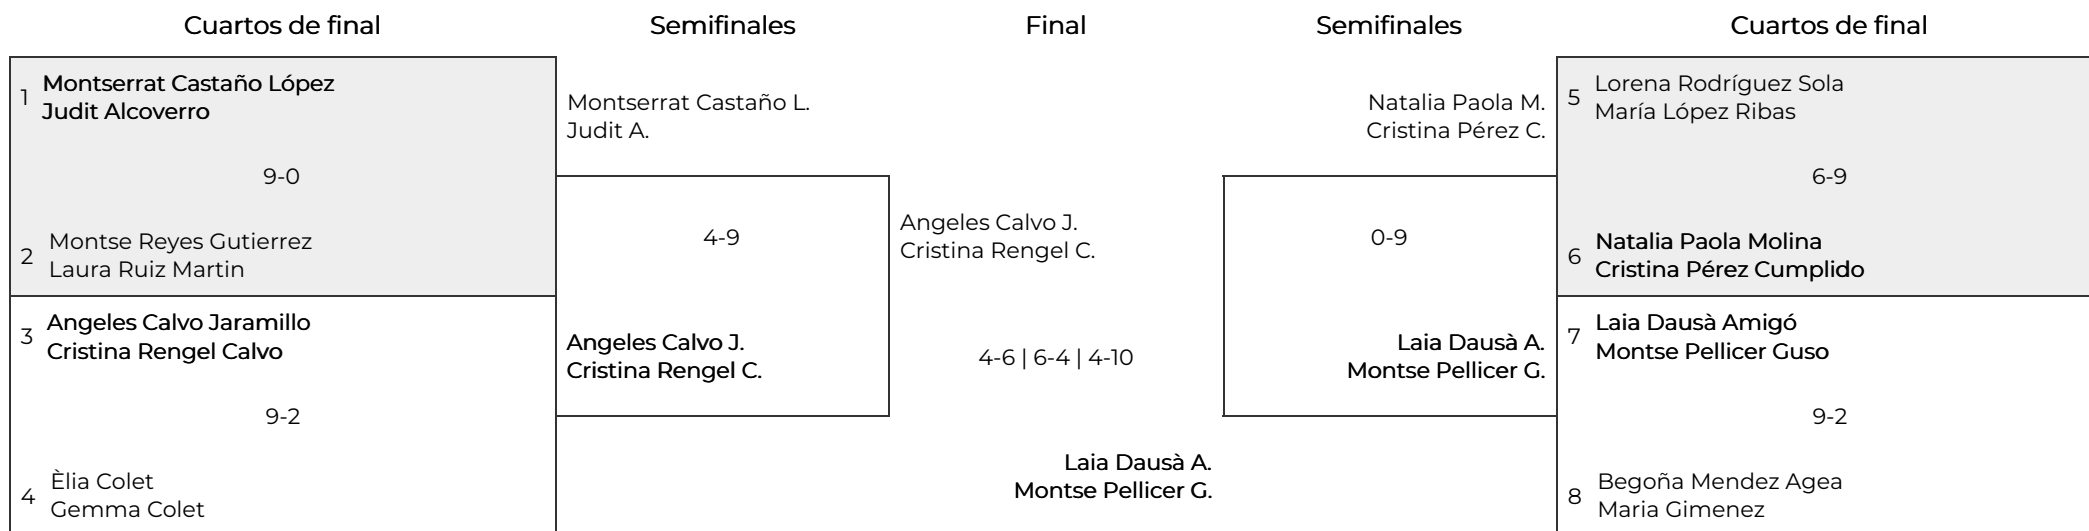 Cuartos de final
Semifinales
Final
Semifinales
Cuartos de final
1
Montserrat Castaño López
Judit Alcoverro
9-0
2
Montse Reyes Gutierrez
Laura Ruiz Martin
3
Angeles Calvo Jaramillo
Cristina Rengel Calvo
9-2
4
Èlia Colet
Gemma Colet
Montserrat Castaño L.
Judit A.
4-9
Angeles Calvo J.
Cristina Rengel C.
Angeles Calvo J.
Cristina Rengel C.
4-6 | 6-4 | 4-10
Laia Dausà A.
Montse Pellicer G.
Natalia Paola M.
Cristina Pérez C.
0-9
Laia Dausà A.
Montse Pellicer G.
5
Lorena Rodríguez Sola
María López Ribas
6-9
6
Natalia Paola Molina
Cristina Pérez Cumplido
7
Laia Dausà Amigó
Montse Pellicer Guso
9-2
8
Begoña Mendez Agea
Maria Gimenez